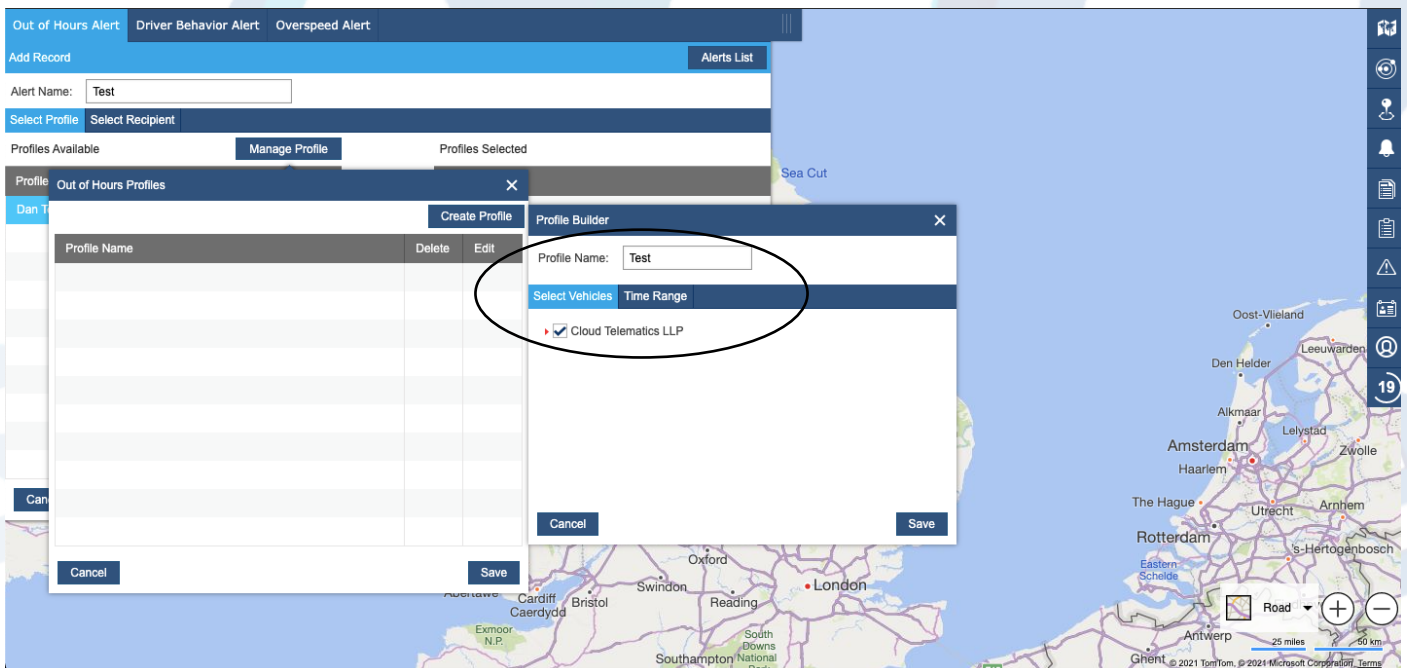 Out of Hours Alert Driver Behavior Alert Overspeed Alert
Add Record Alerts List
Alert Name: Test
Select Profile Select Recipient
Profiles Available Manage Profile Profiles Selected
Profile
Dan
Out of Hours Profiles
Create Profile
Profile Name Delete Edit
Cancel Save
Profile Builder
Profile Name: Test
Select Vehicles Time Range
Cloud Telematics LLP
Cancel Save
19
Sea Cut
Oost-Vlieland
Leeuwarden
Den Helder
Alkmaar
Lelystad
Amsterdam
Zwolle
Haarlem
The Hague
Utrecht
Arnhem
Rotterdam
's-Hertogenbosch
Eastern
Schelde
Oxford
Swindon
London
Abertawe
Cardiff
Caerdydd
Bristol
Reading
Exmoor
N.P.
South
Downs
National
Southampton
Road
Antwerp
25 miles 50 km
Ghent
© 2021 TomTom, © 2021 Microsoft Corporation, Terms